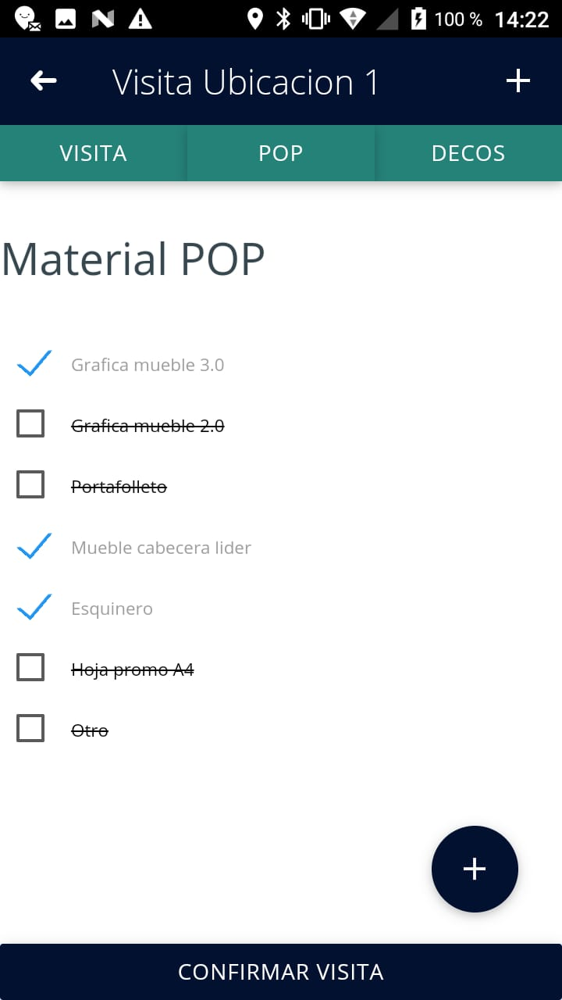 100 % 14:22
Visita Ubicacion 1
VISITA POP DECOS
Material POP
Grafica mueble 3.0
Grafica mueble 2.0
Portafolleto
Mueble cabecera lider
Esquinero
Hoja promo A4
Otro
CONFIRMAR VISITA